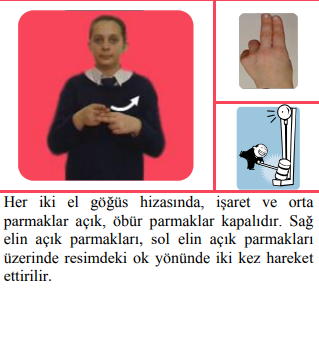 Her iki el göğüs hizasında, işaret ve orta
parmaklar açık, öbür parmaklar kapalıdır. Sağ
elin açık parmakları, sol elin açık parmakları
üzerinde resimdeki ok yönünde iki kez hareket
ettirilir.